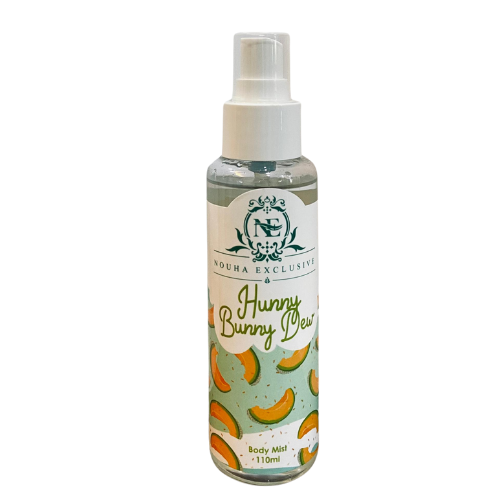 NE
NOUHA EXCLUSIVE
Hunny
Bunny Dew
Body Mist
110ml